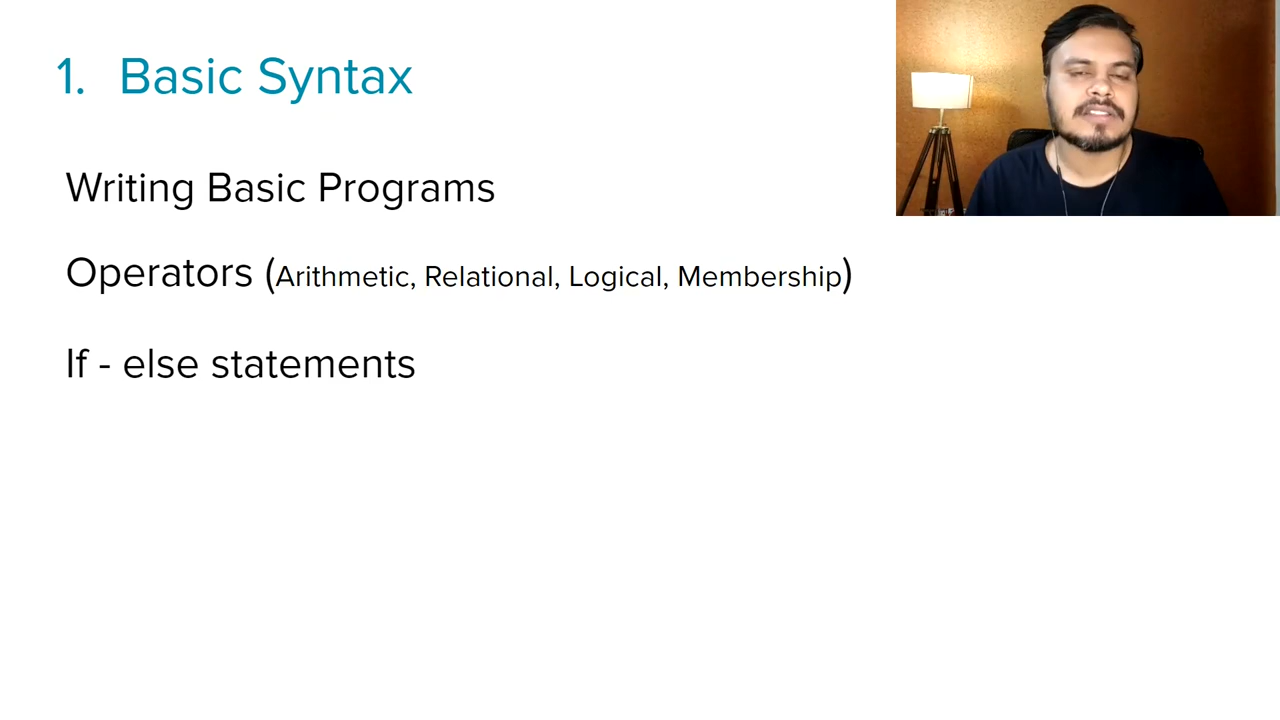 1. Basic Syntax
Writing Basic Programs
Operators (Arithmetic, Relational, Logical, Membership)
If - else statements